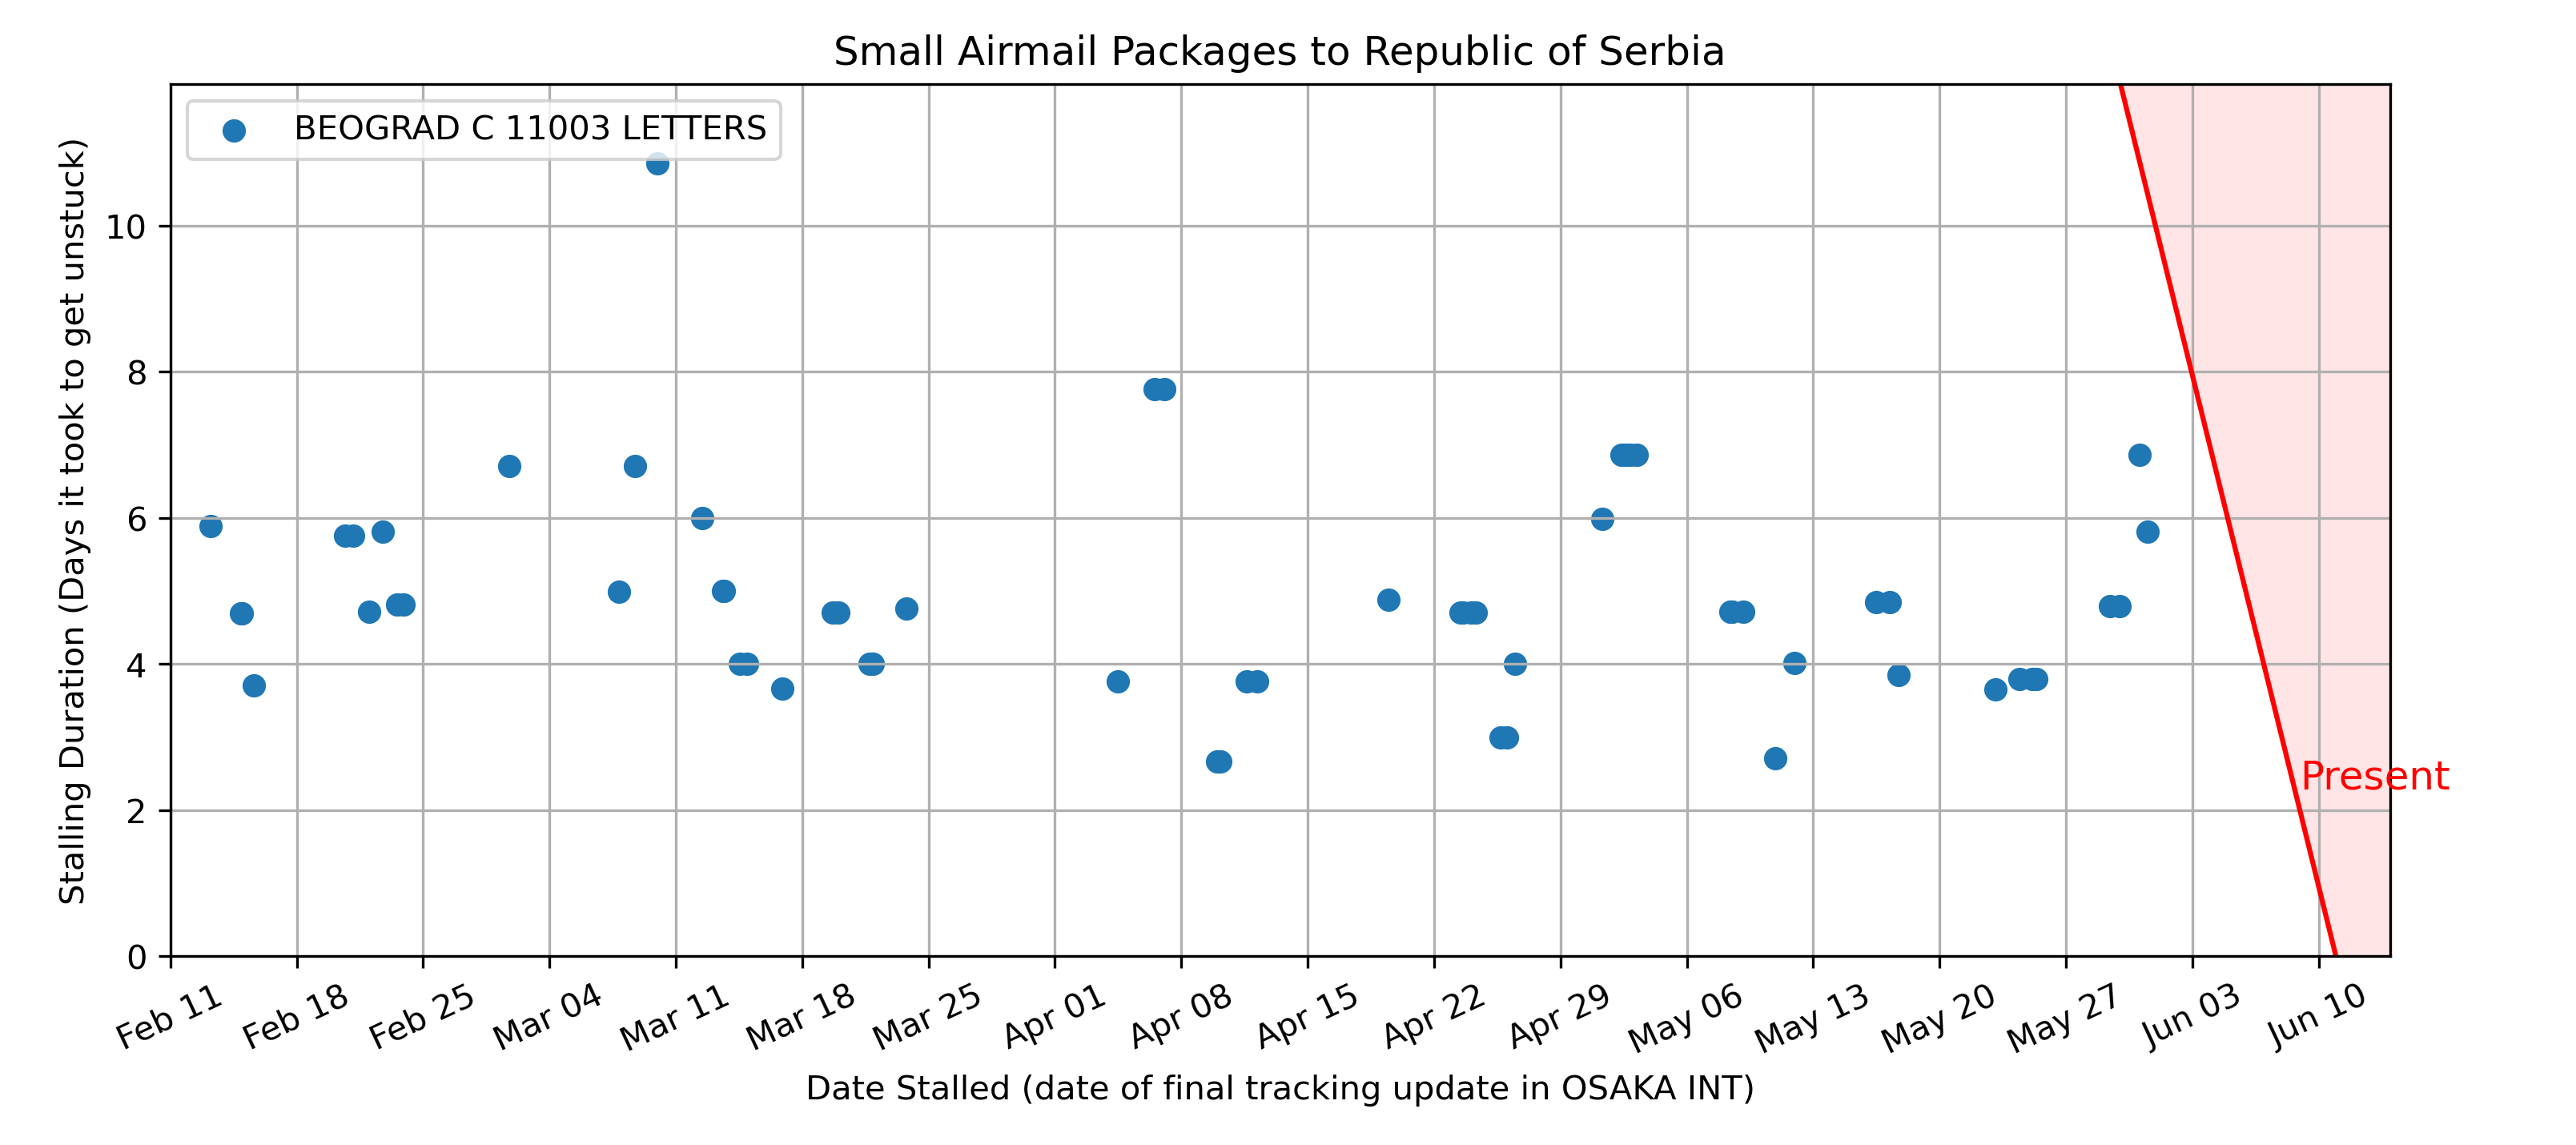 Small Airmail Packages to Republic of Serbia
BEOGRAD C 11003 LETTERS
Stalling Duration (Days it took to get unstuck)
10
8
6
4
2
0
Present
Feb 11
Feb 18
Feb 25
Mar 04
Mar 11
Mar 18
Mar 25
Apr 01
Apr 08
Apr 15
Apr 22
Apr 29
May 06
May 13
May 20
May 27
Jun 03
Jun 10
Date Stalled (date of final tracking update in OSAKA INT)